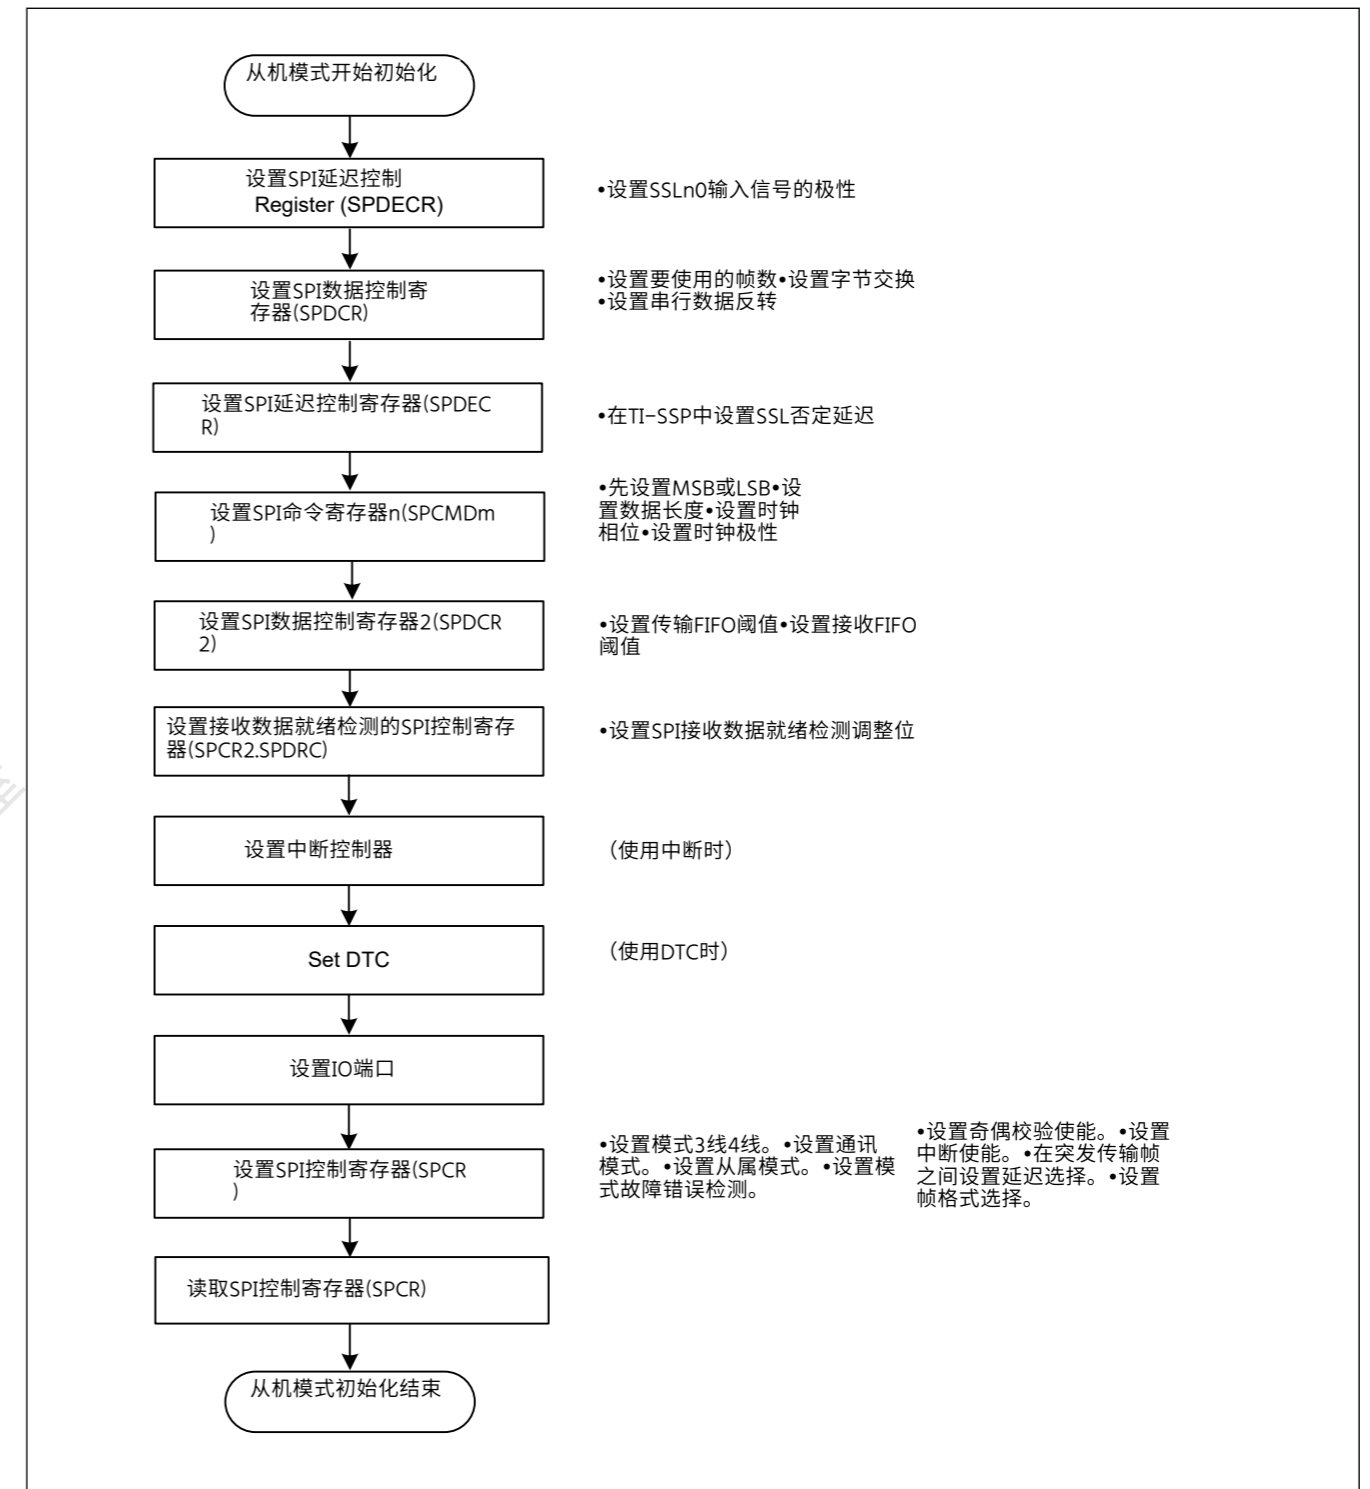 从机模式开始初始化
设置SPI延迟控制
Register (SPDECR)
•设置SSLn0输入信号的极性
设置SPI数据控制寄
存器(SPDCR)
•设置要使用的帧数•设置字节交换
•设置串行数据反转
设置SPI延迟控制寄存器(SPDEC
R)
•在TI-SSP中设置SSL否定延迟
设置SPI命令寄存器n(SPCMDm
)
•先设置MSB或LSB•设
置数据长度•设置时钟
相位•设置时钟极性
设置SPI数据控制寄存器2(SPDCR
2)
•设置传输FIFO阈值•设置接收FIFO
阈值
设置接收数据就绪检测的SPI控制寄存
器(SPCR2.SPDRC)
•设置SPI接收数据就绪检测调整位
设置中断控制器
（使用中断时）
Set DTC
（使用DTC时）
设置IO端口
设置SPI控制寄存器(SPCR
)
•设置模式3线4线。•设置通讯
模式。•设置从属模式。•设置模
式故障错误检测。
•设置奇偶校验使能。•设置
中断使能。•在突发传输帧
之间设置延迟选择。•设置
帧格式选择。
读取SPI控制寄存器(SPCR)
从机模式初始化结束